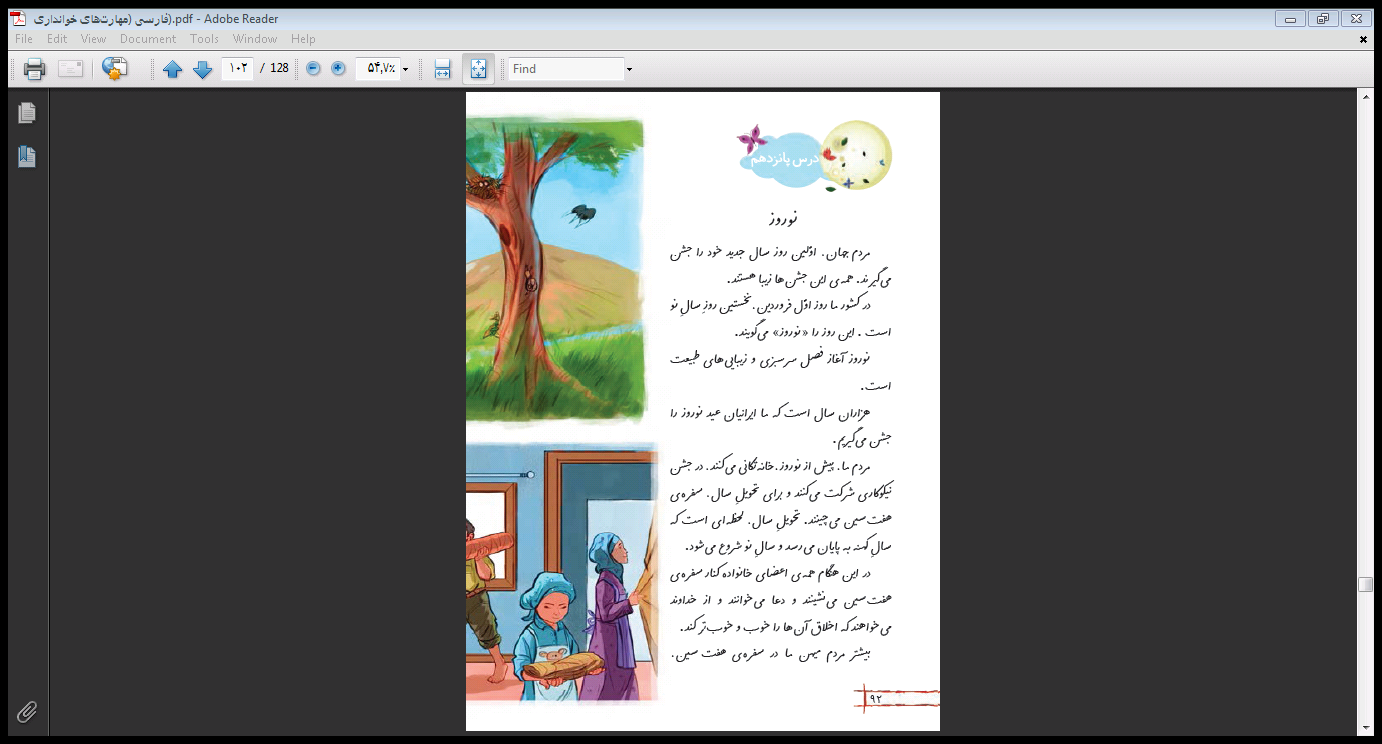 فارسی (مهارت‌های خوانداری).pdf - Adobe Reader
File Edit View Document Tools Window Help
۱۰۲ / 128 ۵۴,۷٪ Find
درس پانزدهم
نوروز
مردم جهان، اوّلین روز سال جدید خود را جشن
می‌گیرند. همه‌ی این جشن‌ها زیبا هستند.
در کشور ما روز اوّل فروردین، نخستین روزِ سالِ نو
است . این روز را «نوروز» می‌گویند.
نوروز آغاز فصل سرسبزی و زیبایی‌های طبیعت
است.
هزاران سال است که ما ایرانیان عید نوروز را
جشن می‌گیریم.
مردم ما، پیش از نوروز، خانه‌تکانی می‌کنند، در جشن
نیکوکاری شرکت می‌کنند و برای تحویلِ سال، سفره‌ی
هفت‌سین می‌چینند. تحویلِ سال، لحظه‌ای است که
سالِ کهنه به پایان می‌رسد و سالِ نو شروع می‌شود.
در این هنگام همه‌ی اعضای خانواده کنار سفره‌ی
هفت‌سین می‌نشینند و دعا می‌خوانند و از خداوند
می‌خواهند که اخلاق آن‌ها را خوب و خوب‌تر کند.
بیشتر مردم میهن ما در سفره‌ی هفت‌سین،
۹۲